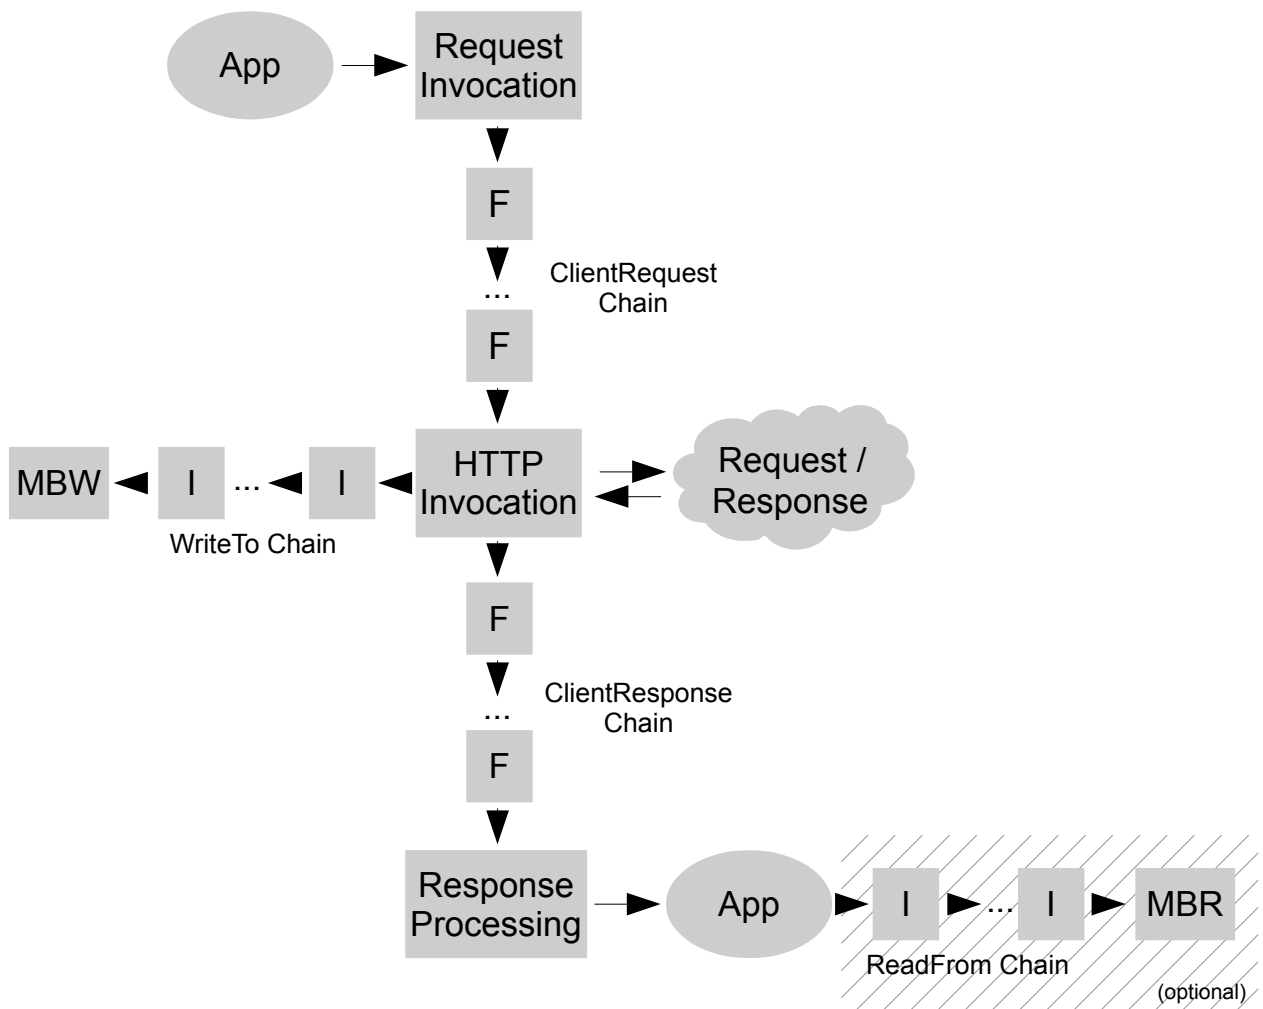 App
Request
Invocation
F
...
ClientRequest
Chain
F
MBW
I
...
I
HTTP
Invocation
Request /
Response
WriteTo Chain
F
...
ClientResponse
Chain
F
Response
Processing
App
I
...
I
MBR
ReadFrom Chain
(optional)